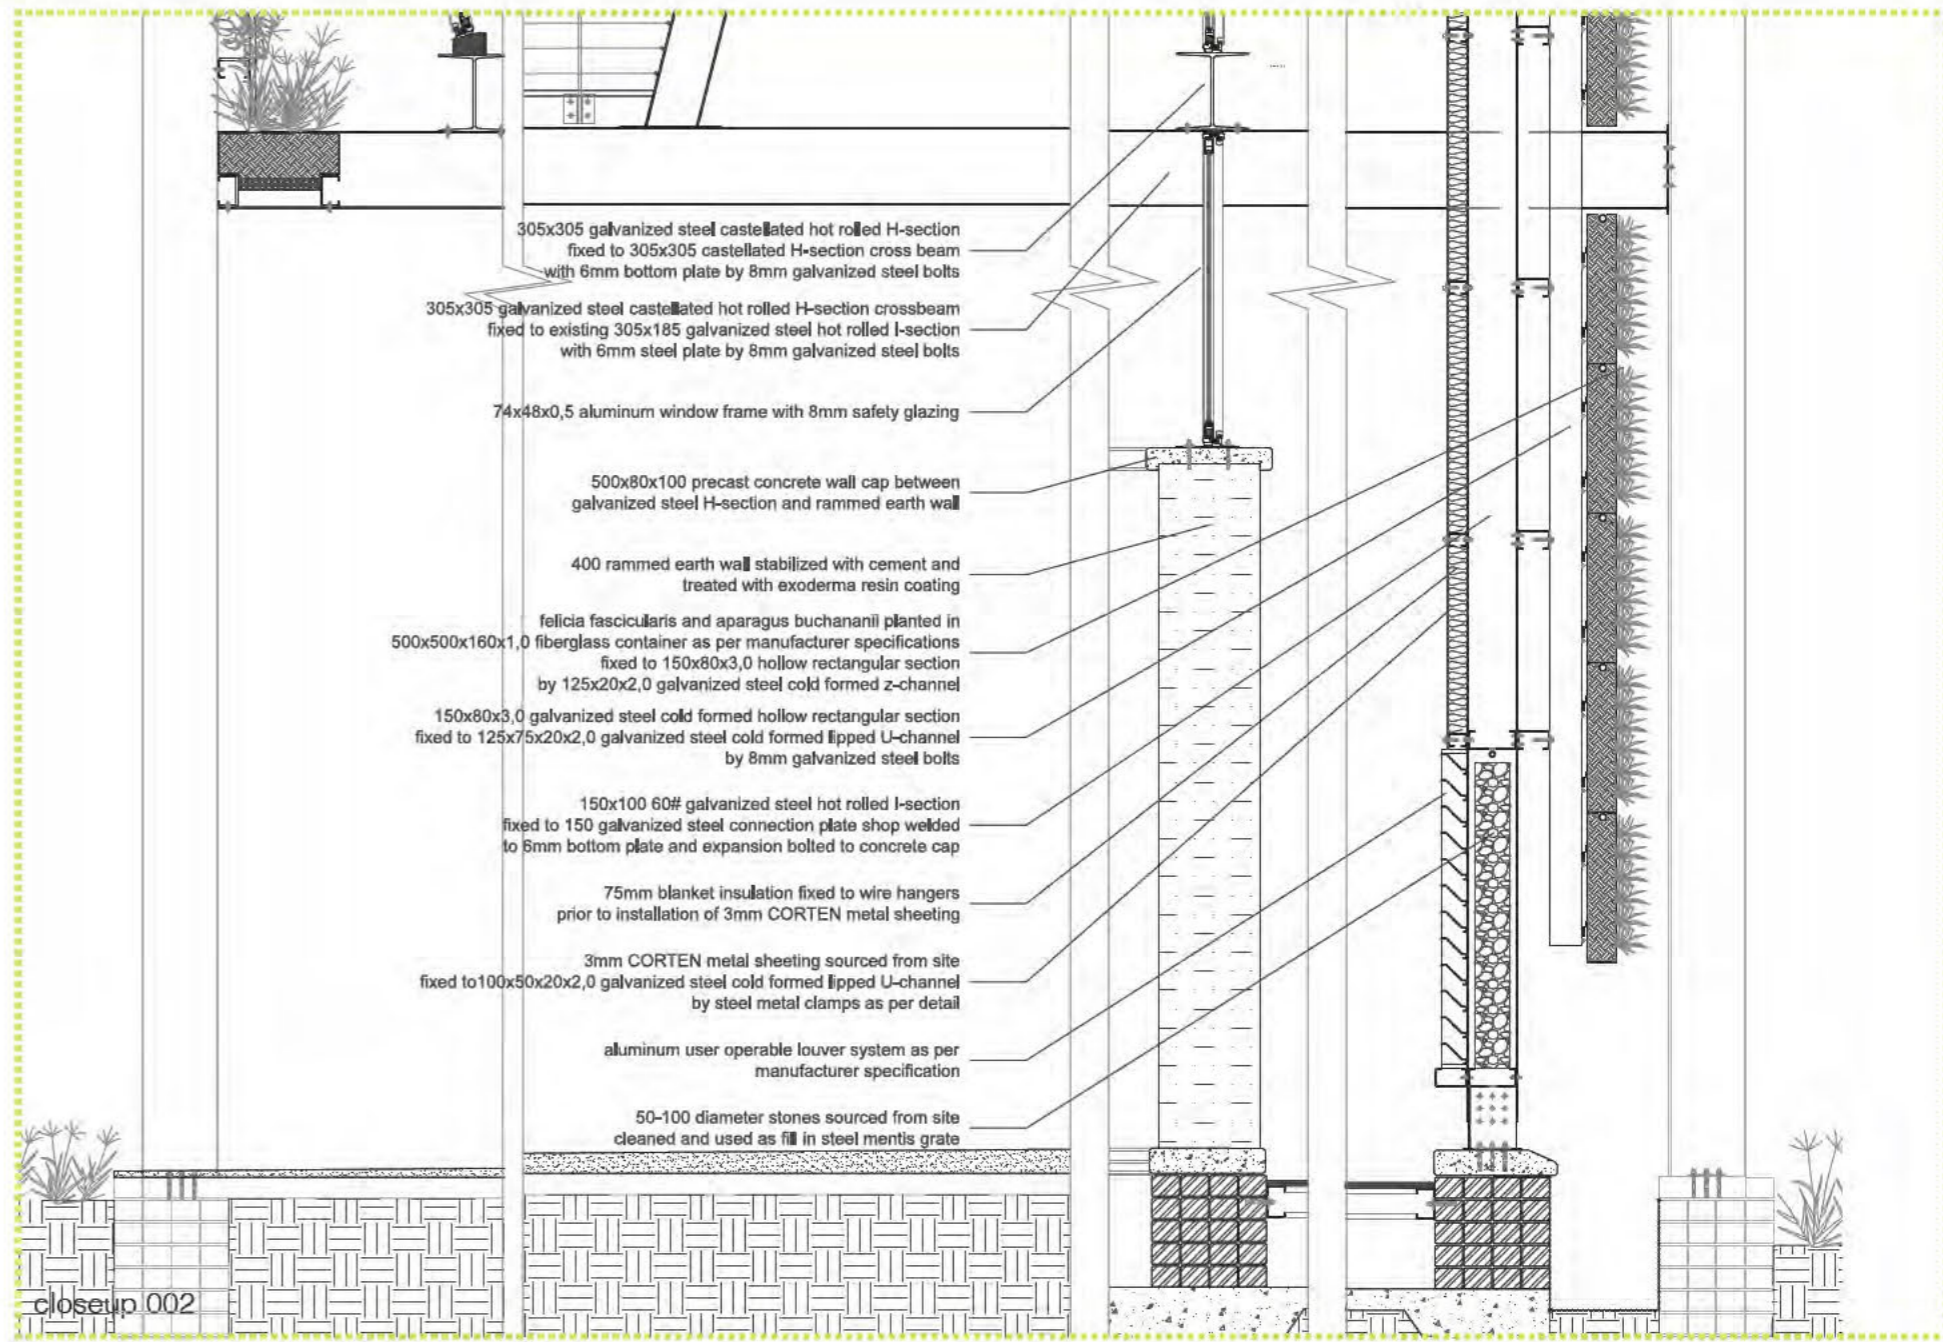 305x305 galvanized steel castellated hot rolled H-section
fixed to 305x305 castellated H-section cross beam
with 6mm bottom plate by 8mm galvanized steel bolts
305x305 galvanized steel castellated hot rolled H-section crossbeam
fixed to existing 305x185 galvanized steel hot rolled I-section
with 6mm steel plate by 8mm galvanized steel bolts
74x48x0,5 aluminum window frame with 8mm safety glazing
500x80x100 precast concrete wall cap between
galvanized steel H-section and rammed earth wall
400 rammed earth wall stabilized with cement and
treated with exoderma resin coating
felicia fascicularis and aparagus buchananii planted in
500x500x160x1,0 fiberglass container as per manufacturer specifications
fixed to 150x80x3,0 hollow rectangular section
by 125x20x2,0 galvanized steel cold formed z-channel
150x80x3,0 galvanized steel cold formed hollow rectangular section
fixed to 125x75x20x2,0 galvanized steel cold formed lipped U-channel
by 8mm galvanized steel bolts
150x100 60# galvanized steel hot rolled I-section
fixed to 150 galvanized steel connection plate shop welded
to 6mm bottom plate and expansion bolted to concrete cap
75mm blanket insulation fixed to wire hangers
prior to installation of 3mm CORTEN metal sheeting
3mm CORTEN metal sheeting sourced from site
fixed to100x50x20x2,0 galvanized steel cold formed lipped U-channel
by steel metal clamps as per detail
aluminum user operable louver system as per
manufacturer specification
50-100 diameter stones sourced from site
cleaned and used as fill in steel mentis grate
closeup 002